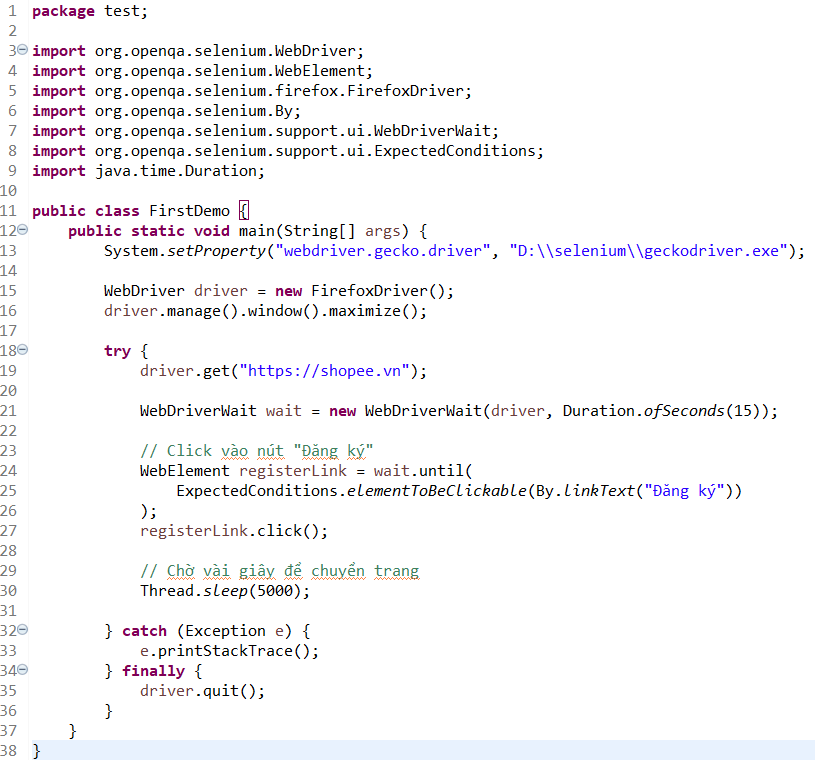 1 package test;
2
3 import org.openqa.selenium.WebDriver;
4 import org.openqa.selenium.WebElement;
5 import org.openqa.selenium.firefox.FirefoxDriver;
6 import org.openqa.selenium.By;
7 import org.openqa.selenium.support.ui.WebDriverWait;
8 import org.openqa.selenium.support.ui.ExpectedConditions;
9 import java.time.Duration;
10
11 public class FirstDemo {
12     public static void main(String[] args) {
13         System.setProperty("webdriver.gecko.driver", "D:\\selenium\\geckodriver.exe");
14
15         WebDriver driver = new FirefoxDriver();
16         driver.manage().window().maximize();
17
18         try {
19             driver.get("https://shopee.vn");
20
21             WebDriverWait wait = new WebDriverWait(driver, Duration.ofSeconds(15));
22
23             // Click vào nút "Đăng ký"
24             WebElement registerLink = wait.until(
25                 ExpectedConditions.elementToBeClickable(By.linkText("Đăng ký"))
26             );
27             registerLink.click();
28
29             // Chờ vài giây để chuyển trang
30             Thread.sleep(5000);
31
32         } catch (Exception e) {
33             e.printStackTrace();
34         } finally {
35             driver.quit();
36         }
37     }
38 }